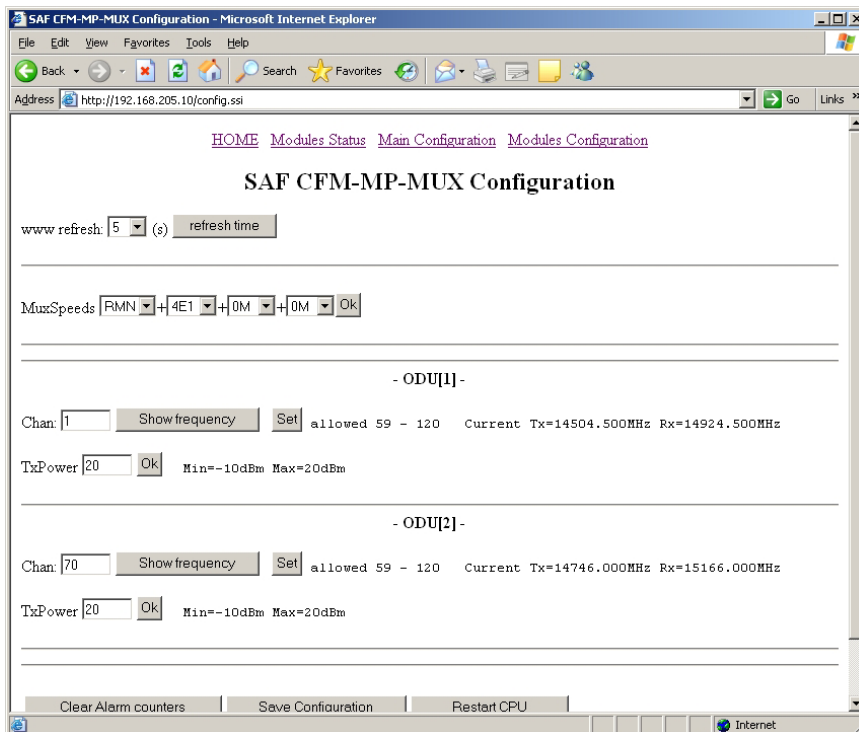 SAF CFM-MP-MUX Configuration - Microsoft Internet Explorer
File Edit View Favorites Tools Help
Back Search Favorites
Address http://192.168.205.10/config.ssi Go Links »
HOME Modules Status Main Configuration Modules Configuration
SAF CFM-MP-MUX Configuration
www refresh: 5 (s) refresh time
MuxSpeeds RMN + 4E1 + 0M + 0M Ok
- ODU[1] -
Chan: 1 Show frequency Set allowed 59 - 120 Current Tx=14504.500MHz Rx=14924.500MHz
TxPower 20 Ok Min=-10dBm Max=20dBm
- ODU[2] -
Chan: 70 Show frequency Set allowed 59 - 120 Current Tx=14746.000MHz Rx=15166.000MHz
TxPower 20 Ok Min=-10dBm Max=20dBm
Clear Alarm counters Save Configuration Restart CPU
Internet